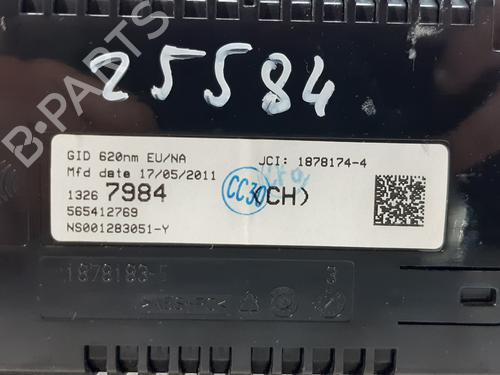 25584
GID 620nm EU/NA
JCI: 1878174-4
Mfd date 17/05/2011
1326 7984
CC30
(CH)
565412769
NS001283051-Y
1878183-5
B-PARTS